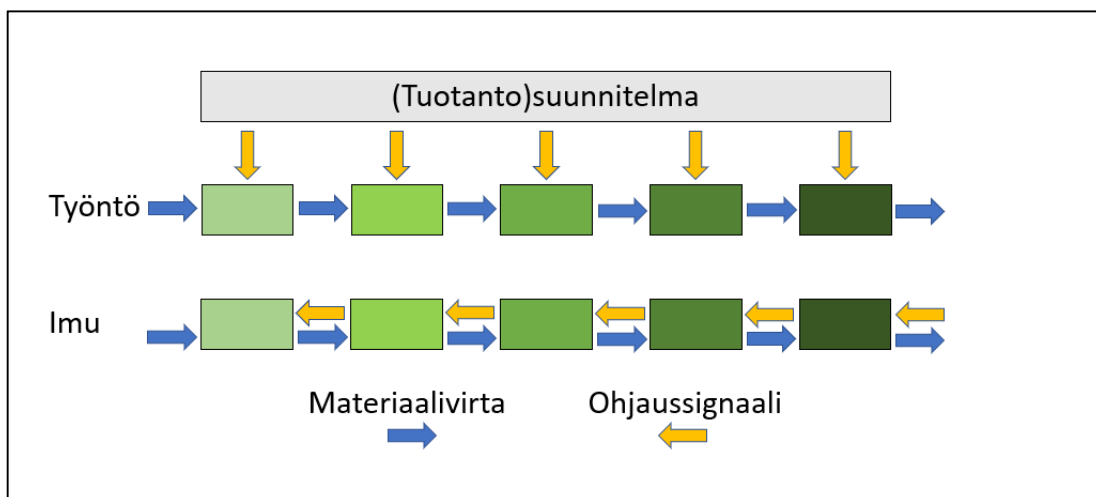 (Tuotanto)suunnitelma
Työntö
Imu
Materiaalivirta
Ohjaussignaali